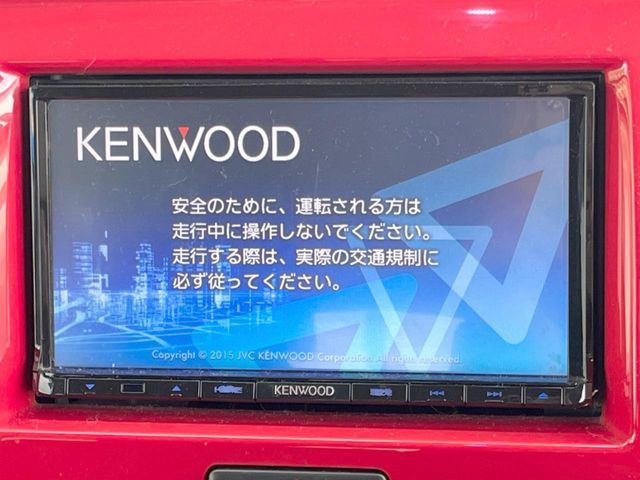 KENWOOD
安全のために、運転される方は
走行中に操作しないでください。
走行する際は、実際の交通規制に
必ず従ってください。
Copyright © 2015 JVC KENWOOD Corporation All rights reserved.
KENWOOD